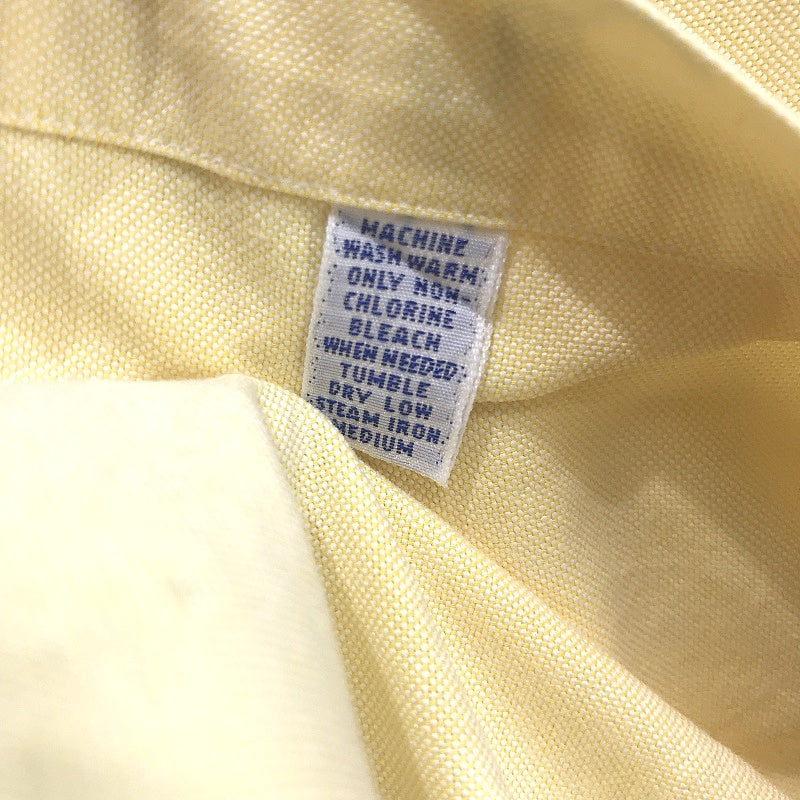 MACHINE
WASH WARM
ONLY NON-
CHLORINE
BLEACH
WHEN NEEDED.
TUMBLE
DRY LOW
STEAM IRON
MEDIUM